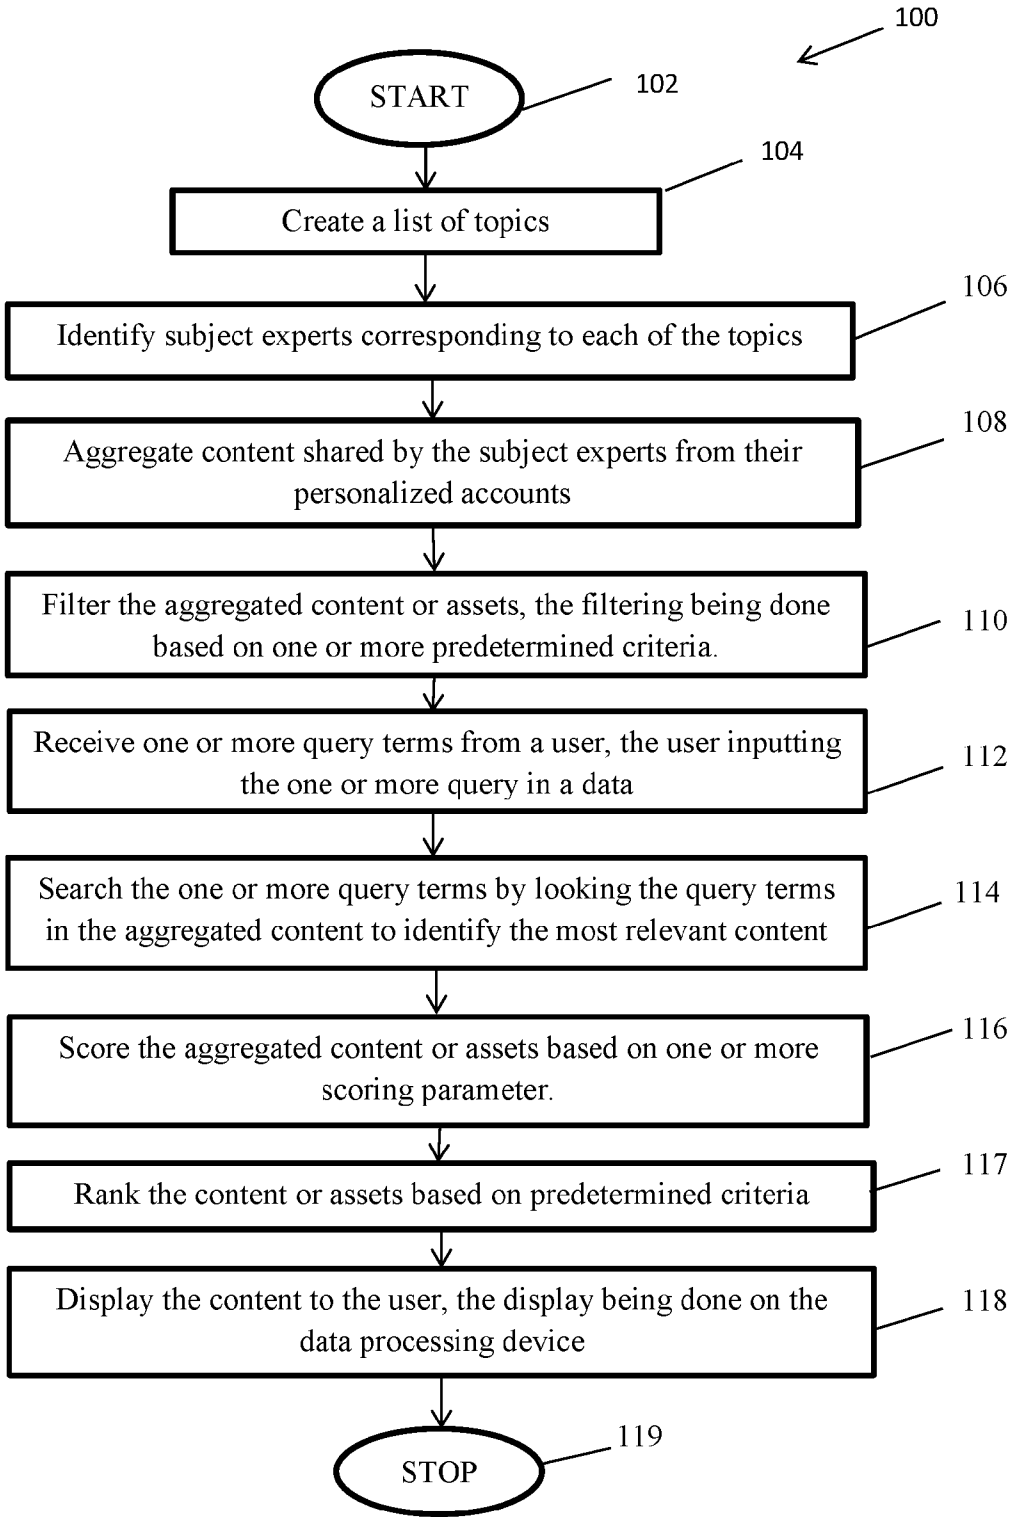 100
START
102
104
Create a list of topics
106
Identify subject experts corresponding to each of the topics
108
Aggregate content shared by the subject experts from their
personalized accounts
Filter the aggregated content or assets, the filtering being done
based on one or more predetermined criteria.
110
Receive one or more query terms from a user, the user inputting
the one or more query in a data
112
Search the one or more query terms by looking the query terms
in the aggregated content to identify the most relevant content
114
116
Score the aggregated content or assets based on one or more
scoring parameter.
117
Rank the content or assets based on predetermined criteria
Display the content to the user, the display being done on the
data processing device
118
119
STOP